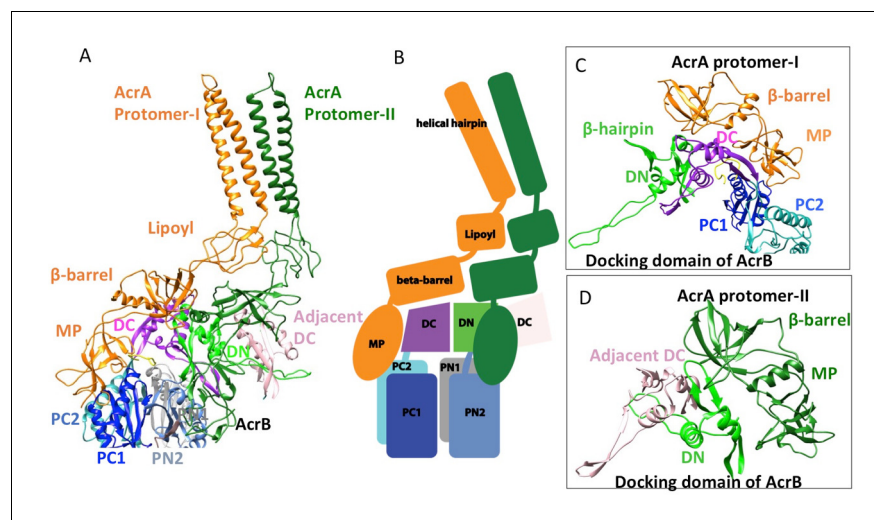 A
AcrA
Protomer-I
AcrA
Protomer-II
Lipoyl
β-barrel
MP
DC
DN
Adjacent
DC
PC2
PC1
PN2
AcrB
B
helical hairpin
Lipoyl
beta-barrel
MP
DC
DN
DC
PC2
PN1
PC1
PN2
C
AcrA protomer-I
β-barrel
β-hairpin
DC
MP
DN
PC1
PC2
Docking domain of AcrB
D
AcrA protomer-II
β-barrel
Adjacent DC
MP
DN
Docking domain of AcrB